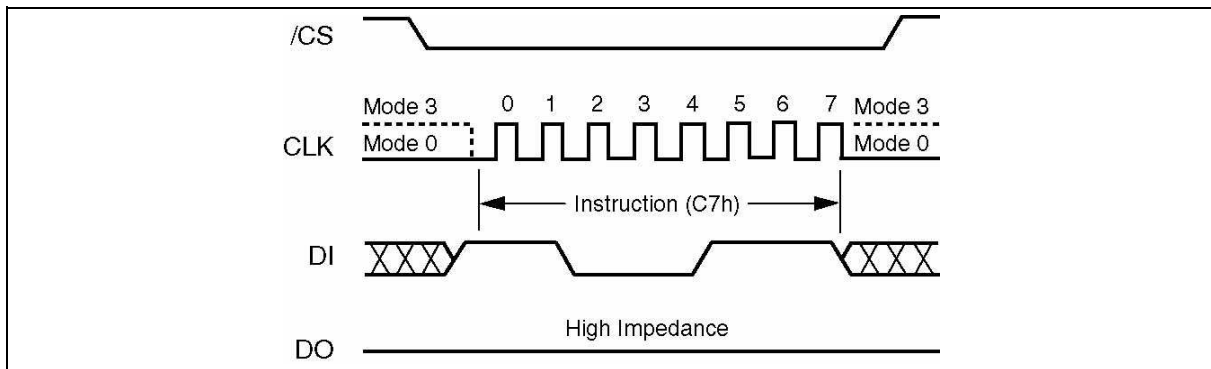 /CS
Mode 3 0 1 2 3 4 5 6 7 Mode 3
CLK Mode 0 Mode 0
Instruction (C7h)
DI
High Impedance
DO